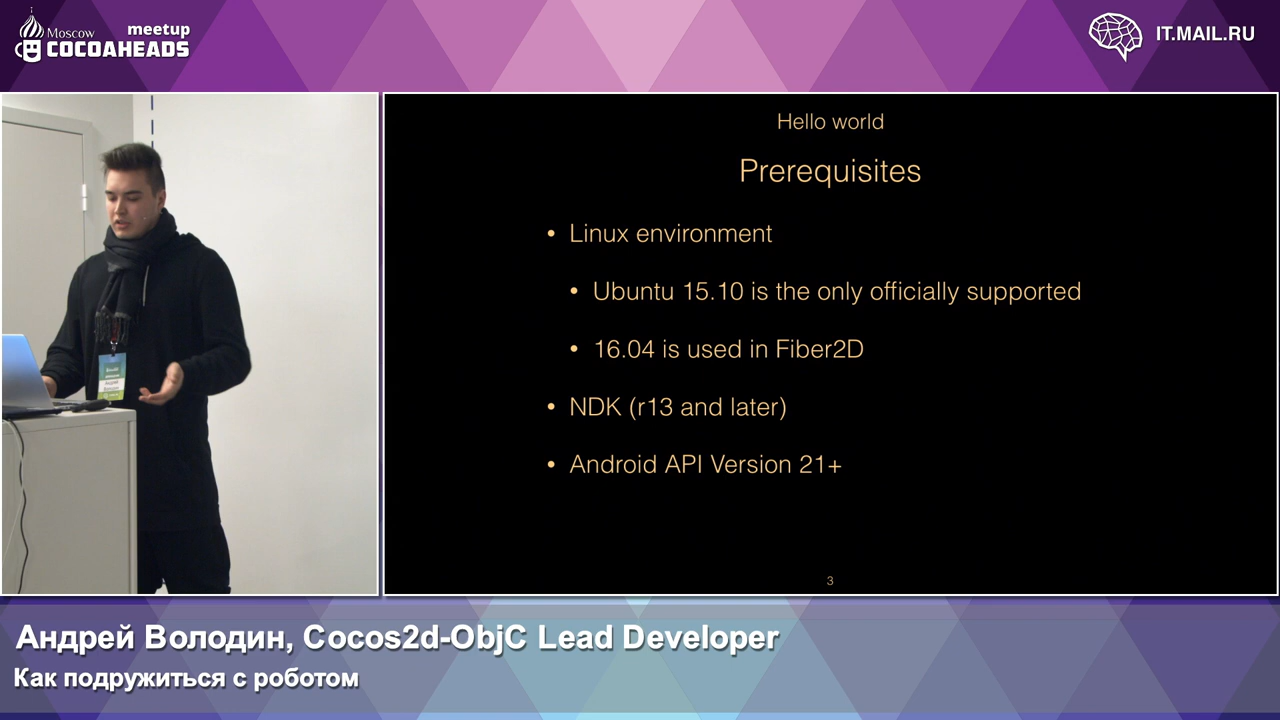 Moscow
meetup
COCOAHEADS
IT.MAIL.RU
Hello world
Prerequisites
• Linux environment
• Ubuntu 15.10 is the only officially supported
• 16.04 is used in Fiber2D
• NDK (r13 and later)
• Android API Version 21+
3
Андрей Володин, Cocos2d-ObjC Lead Developer
Как подружиться с роботом